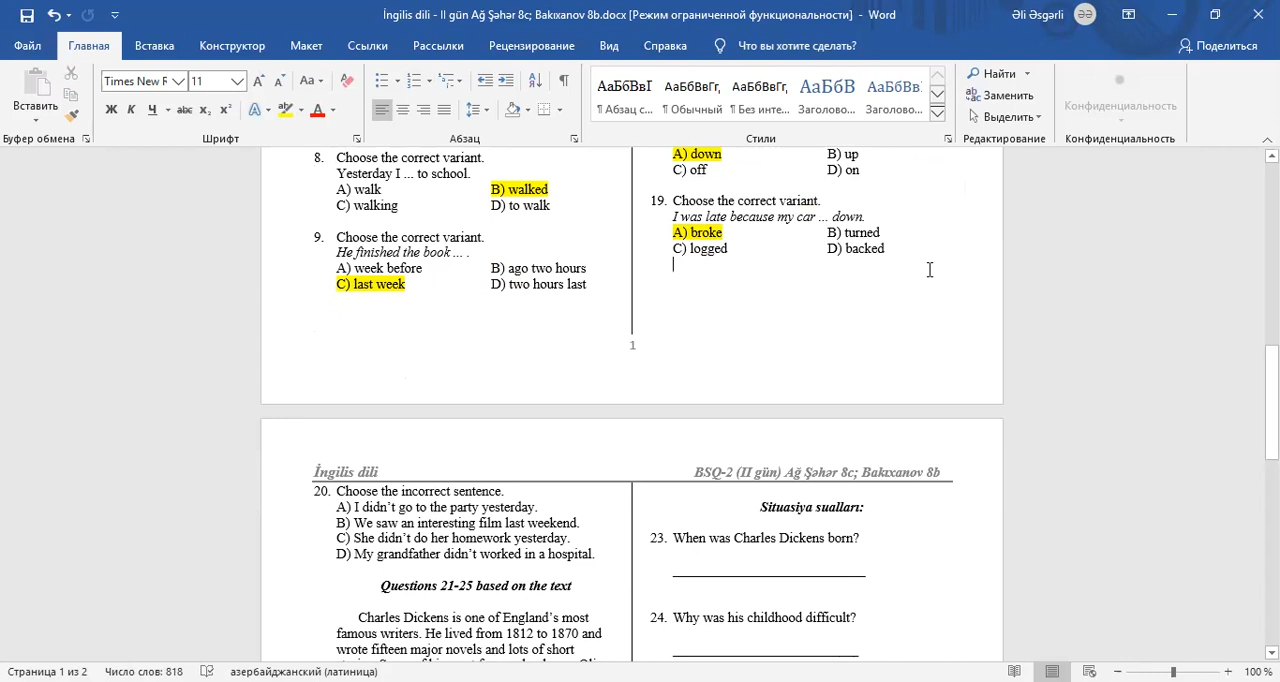 İngilis dili - II gün Ağ Şəhər 8c; Bakıxanov 8b.docx [Режим ограниченной функциональности] - Word
Əli Əsgərli
ƏƏ
Файл Главная Вставка Конструктор Макет Ссылки Рассылки Рецензирование Вид Справка Что вы хотите сделать? Поделиться
Вставить
Times New R 11
Аа
Ж К Ч abc x₂ x²
АаБбВвГ АаБбВвГг, АаБбВвГг, АаБбВ АаБбВ
¶ Абзац с... ¶ Обычный ¶ Без инте... Заголово... Заголово...
Найти
Заменить
Выделить
Конфиденциальность
Буфер обмена Шрифт Абзац Стили Редактирование Конфиденциальность
8. Choose the correct variant.
Yesterday I ... to school.
A) walk B) walked
C) walking D) to walk
9. Choose the correct variant.
He finished the book ... .
A) week before B) ago two hours
C) last week D) two hours last
A) down B) up
C) off D) on
19. Choose the correct variant.
I was late because my car ... down.
A) broke B) turned
C) logged D) backed
1
İngilis dili BSQ-2 (II gün) Ağ Şəhər 8c; Bakıxanov 8b
20. Choose the incorrect sentence.
A) I didn't go to the party yesterday.
B) We saw an interesting film last weekend.
C) She didn't do her homework yesterday.
D) My grandfather didn't worked in a hospital.
Questions 21-25 based on the text
Charles Dickens is one of England's most
famous writers. He lived from 1812 to 1870 and
wrote fifteen major novels and lots of short
Situasiya sualları:
23. When was Charles Dickens born?
24. Why was his childhood difficult?
Страница 1 из 2 Число слов: 818 азербайджанский (латиница) 100 %